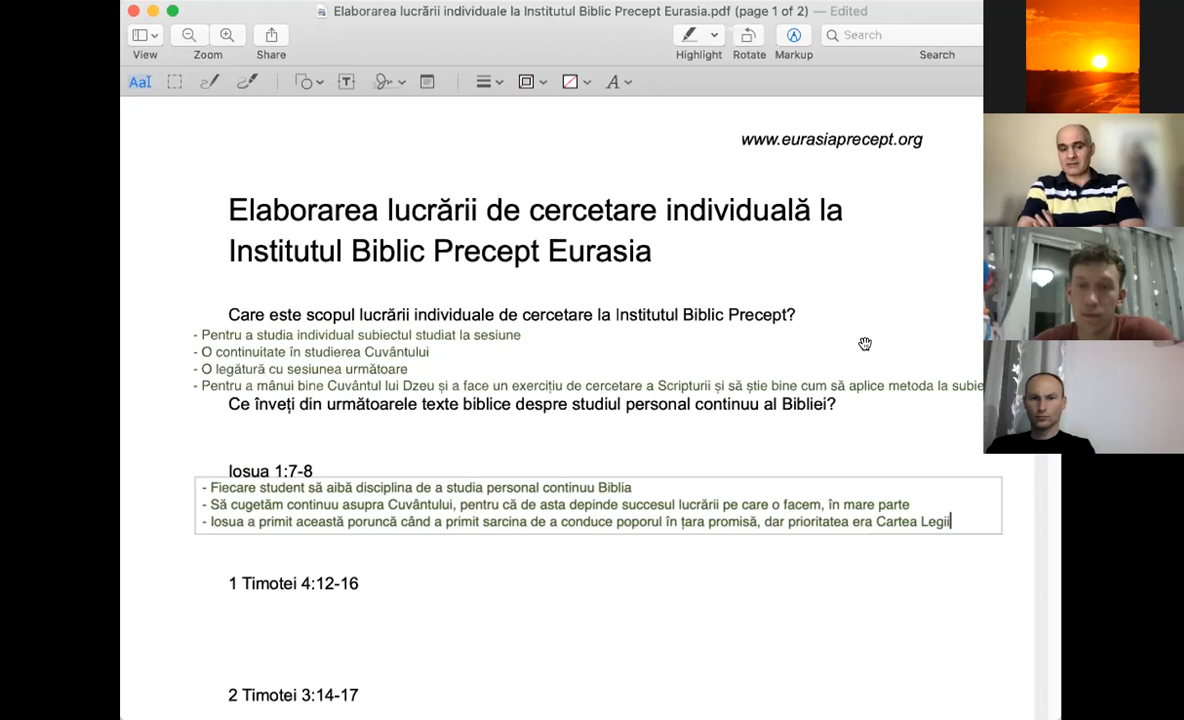 Elaborarea lucrării individuale la Institutul Biblic Precept Eurasia.pdf (page 1 of 2) — Edited
View
Zoom
Share
Highlight
Rotate
Markup
Search
Search
AaI
T
A
www.eurasiaprecept.org
Elaborarea lucrării de cercetare individuală la
Institutul Biblic Precept Eurasia
Care este scopul lucrării individuale de cercetare la Institutul Biblic Precept?
- Pentru a studia individual subiectul studiat la sesiune
- O continuitate în studierea Cuvântului
- O legătură cu sesiunea următoare
- Pentru a mânui bine Cuvântul lui Dzeu și a face un exercițiu de cercetare a Scripturii și să știe bine cum să aplice metoda la subie
Ce înveți din următoarele texte biblice despre studiul personal continuu al Bibliei?
Iosua 1:7-8
- Fiecare student să aibă disciplina de a studia personal continuu Biblia
- Să cugetăm continuu asupra Cuvântului, pentru că de asta depinde succesul lucrării pe care o facem, în mare parte
- Iosua a primit această poruncă când a primit sarcina de a conduce poporul în țara promisă, dar prioritatea era Cartea Legii
1 Timotei 4:12-16
2 Timotei 3:14-17